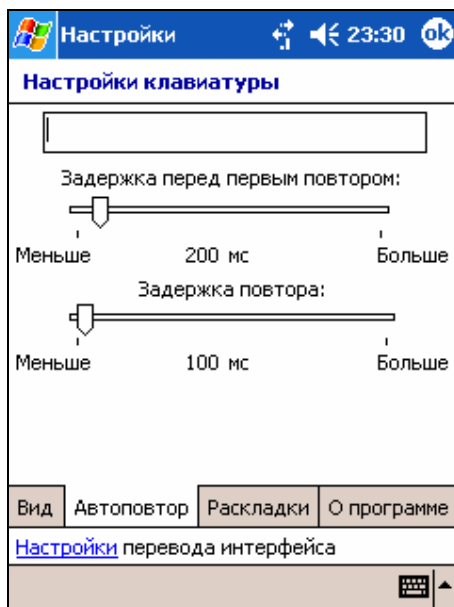 Настройки 23:30 ok
Настройки клавиатуры
Задержка перед первым повтором:
Меньше 200 мс Больше
Задержка повтора:
Меньше 100 мс Больше
Вид Автоповтор Раскладки О программе
Настройки перевода интерфейса